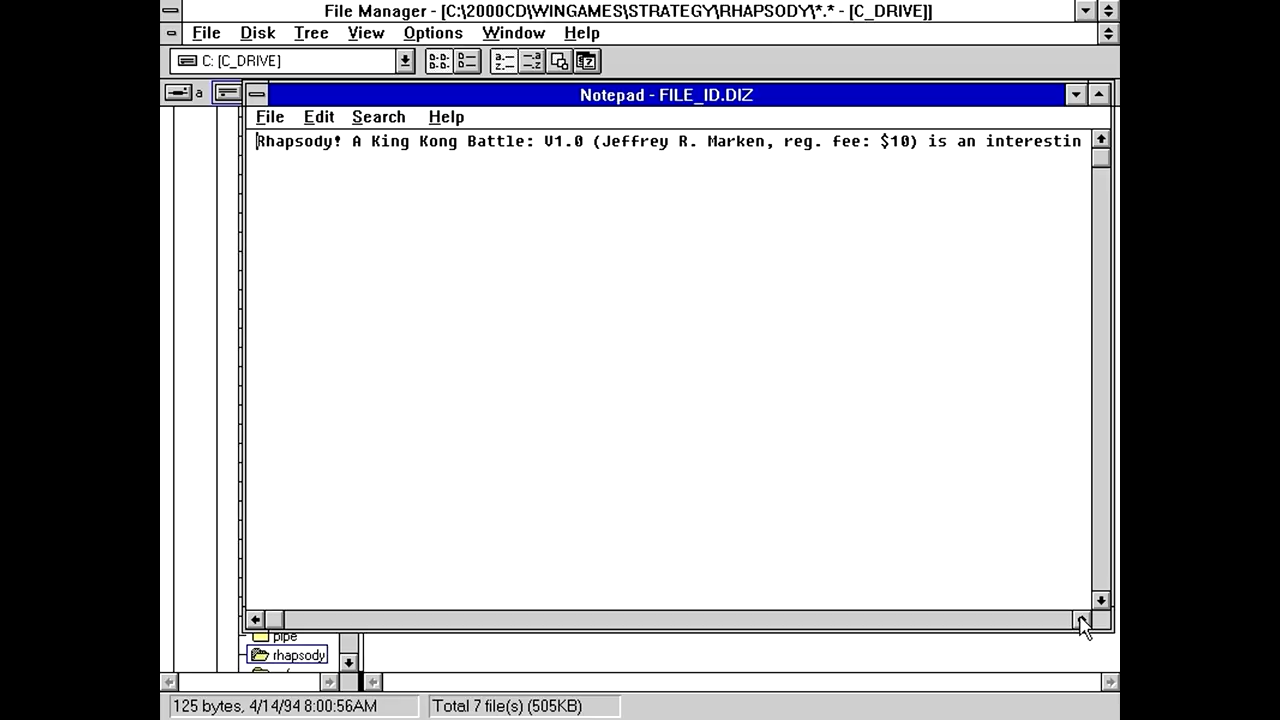 File Manager - [C:\2000CD\WINGAMES\STRATEGY\RHAPSODY\*.* - [C_DRIVE]]
File Disk Tree View Options Window Help
C: [C_DRIVE]
a
Notepad - FILE_ID.DIZ
File Edit Search Help
Rhapsody! A King Kong Battle: V1.0 (Jeffrey R. Marken, reg. fee: $10) is an interestin
pipe
rhapsody
125 bytes, 4/14/94 8:00:56AM
Total 7 file(s) (505KB)